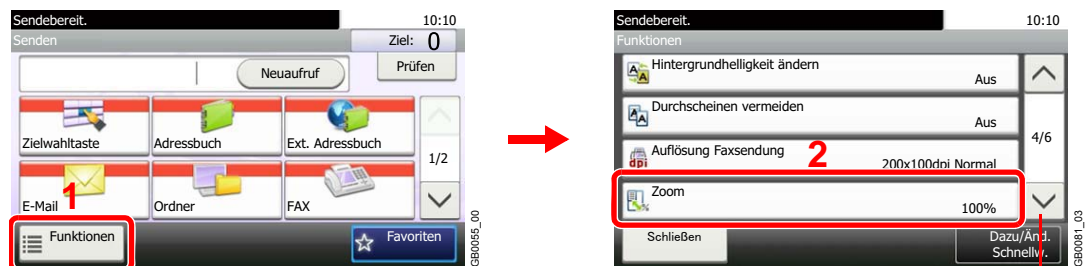 Sendebereit.
10:10
Senden
Ziel: 0
Neuaufruf
Prüfen
Zielwahltaste
Adressbuch
Ext. Adressbuch
1/2
E-Mail
1
Ordner
FAX
Funktionen
Favoriten
GB0055_00
Sendebereit.
10:10
Funktionen
Hintergrundhelligkeit ändern
Aus
Durchscheinen vermeiden
Aus
4/6
Auflösung Faxsendung
2
200x100dpi Normal
Zoom
100%
Schließen
Dazu/Änd.
Schnellw.
GB0081_03